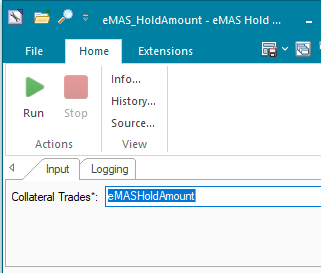 eMAS_HoldAmount - eMAS Hold ...
File Home Extensions
Run Stop
Info...
History...
Source...
Actions View
Input Logging
Collateral Trades*: eMASHoldAmount